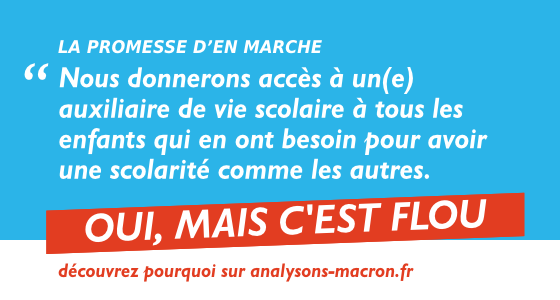 LA PROMESSE D’EN MARCHE
“ Nous donnerons accès à un(e)
auxiliaire de vie scolaire à tous les
enfants qui en ont besoin pour avoir
une scolarité comme les autres.
OUI, MAIS C'EST FLOU
découvrez pourquoi sur analysons-macron.fr